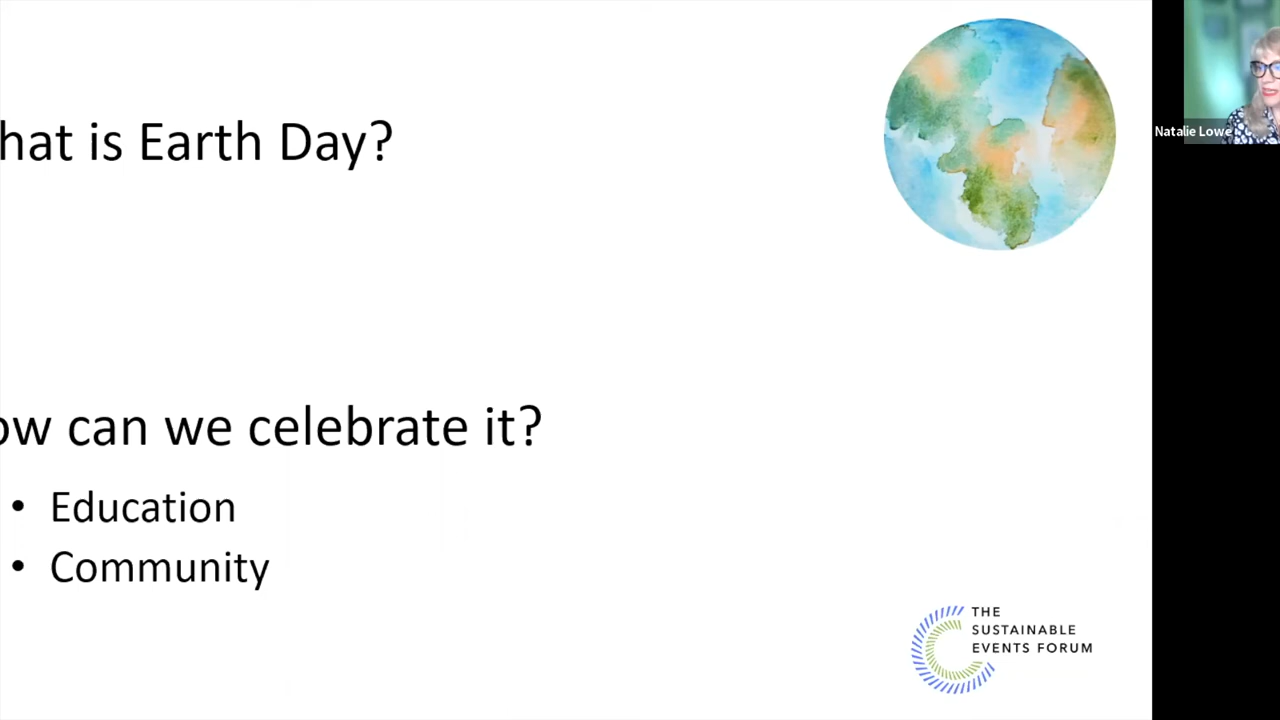 hat is Earth Day?
Natalie Lowe
ow can we celebrate it?
• Education
• Community
THE
SUSTAINABLE
EVENTS FORUM